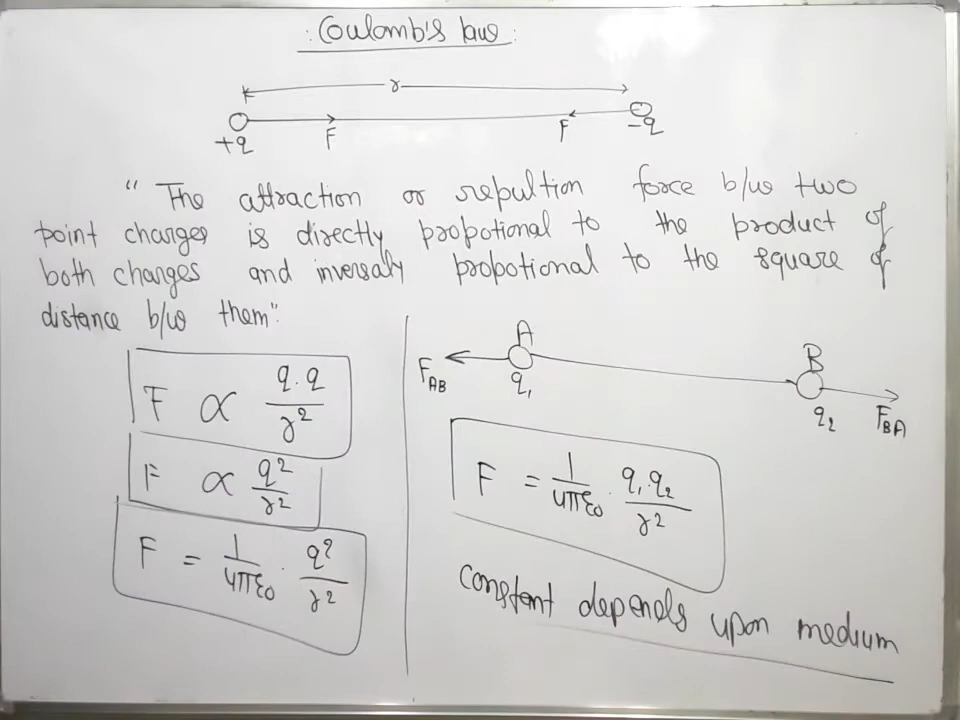 Coulomb's law
r
+q F F -q
" The attraction or repultion force b/w two
point charges is directly propotional to the product of
both charges and inversaly propotional to the square of
distance b/w them"
F ∝ q.q / r²
F ∝ q² / r²
F = 1/4πε₀ . q² / r²
A B
F_AB q₁ q₂ F_BA
F = 1/4πε₀ . q₁.q₂ / r²
constant depends upon medium